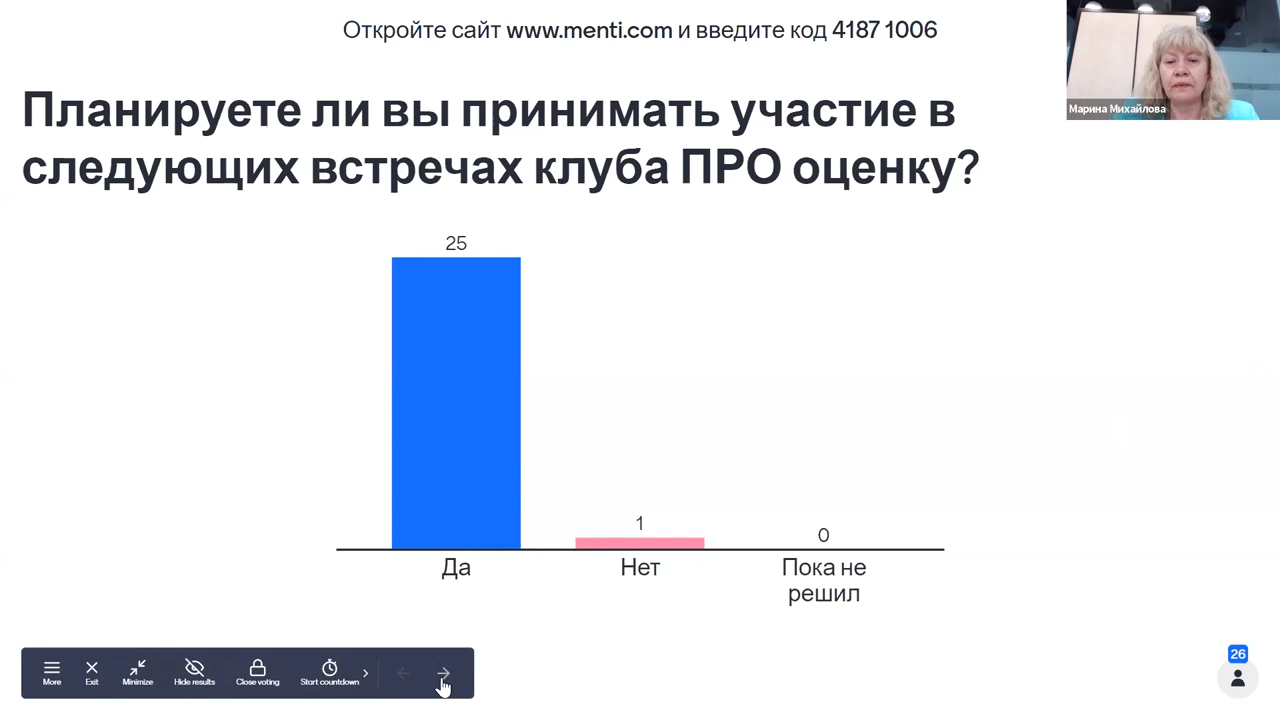 Откройте сайт www.menti.com и введите код 4187 1006
Марина Михайлова
Планируете ли вы принимать участие в
следующих встречах клуба ПРО оценку?
25
1
0
Да
Нет
Пока не
решил
More
Exit
Minimize
Hide results
Close voting
Start countdown
26